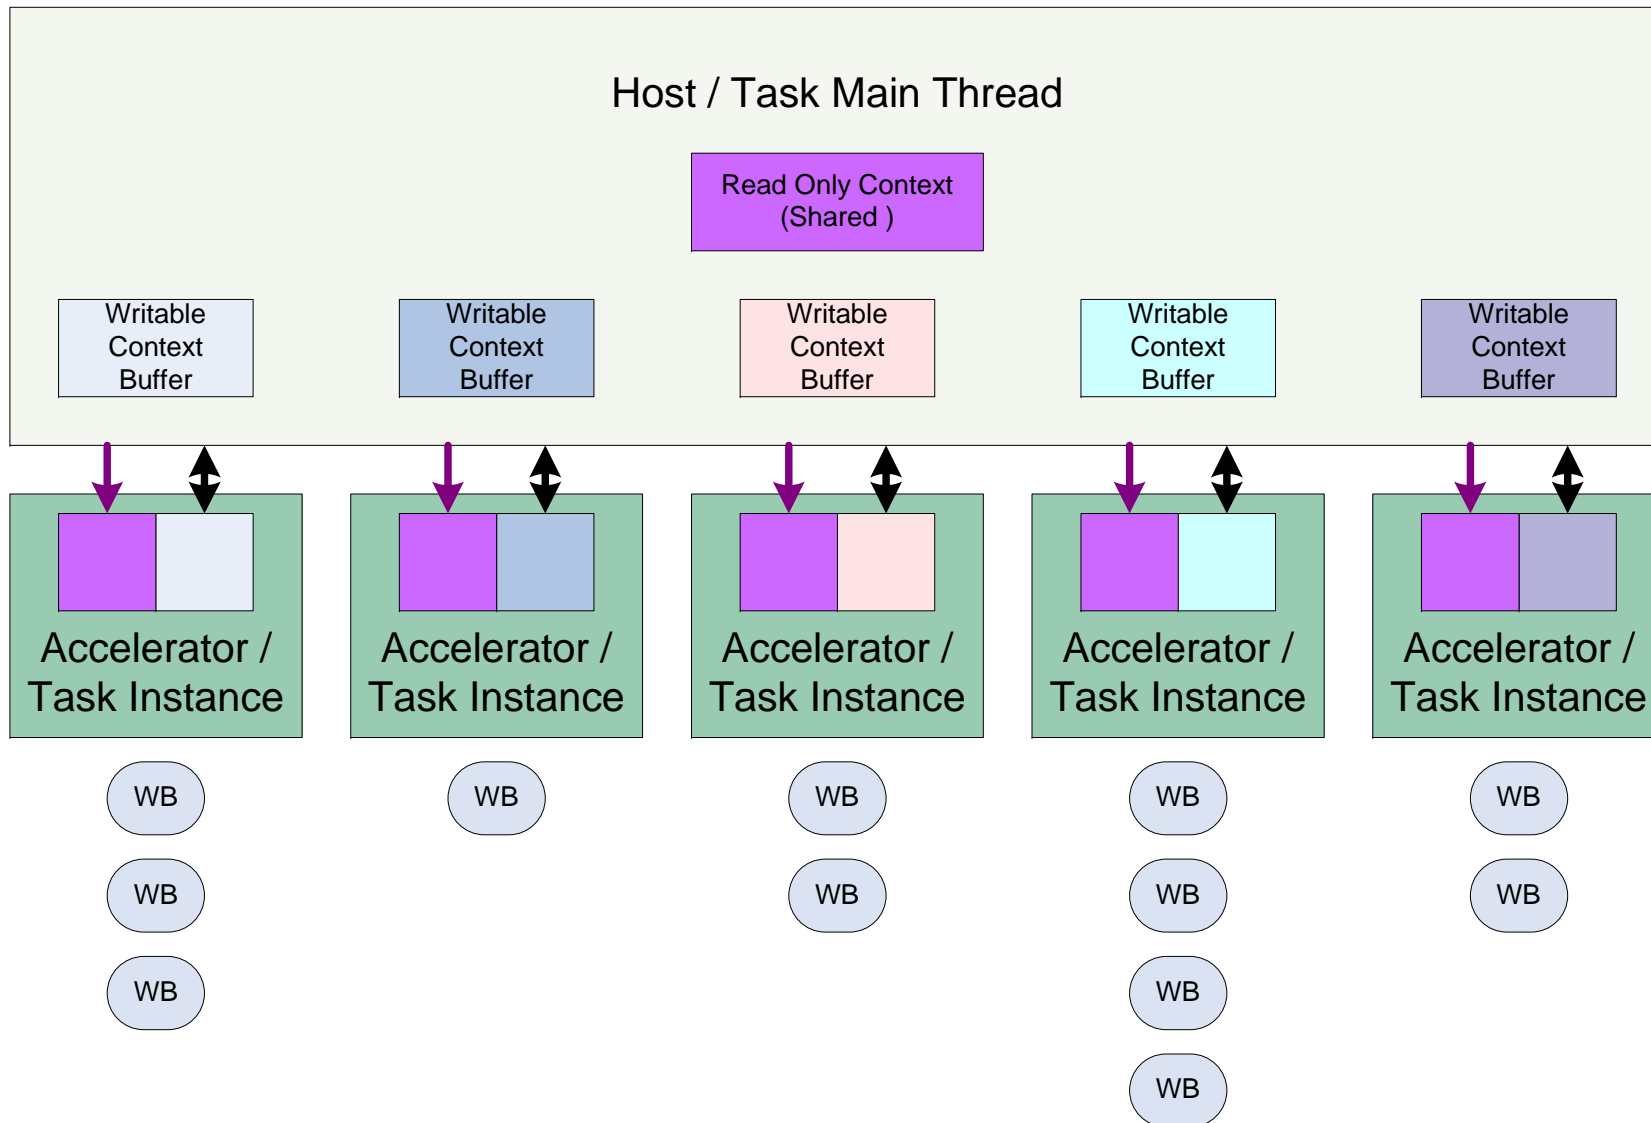 Host / Task Main Thread
Read Only Context
(Shared )
Writable
Context
Buffer
Writable
Context
Buffer
Writable
Context
Buffer
Writable
Context
Buffer
Writable
Context
Buffer
Accelerator /
Task Instance
Accelerator /
Task Instance
Accelerator /
Task Instance
Accelerator /
Task Instance
Accelerator /
Task Instance
WB
WB
WB
WB
WB
WB
WB
WB
WB
WB
WB
WB